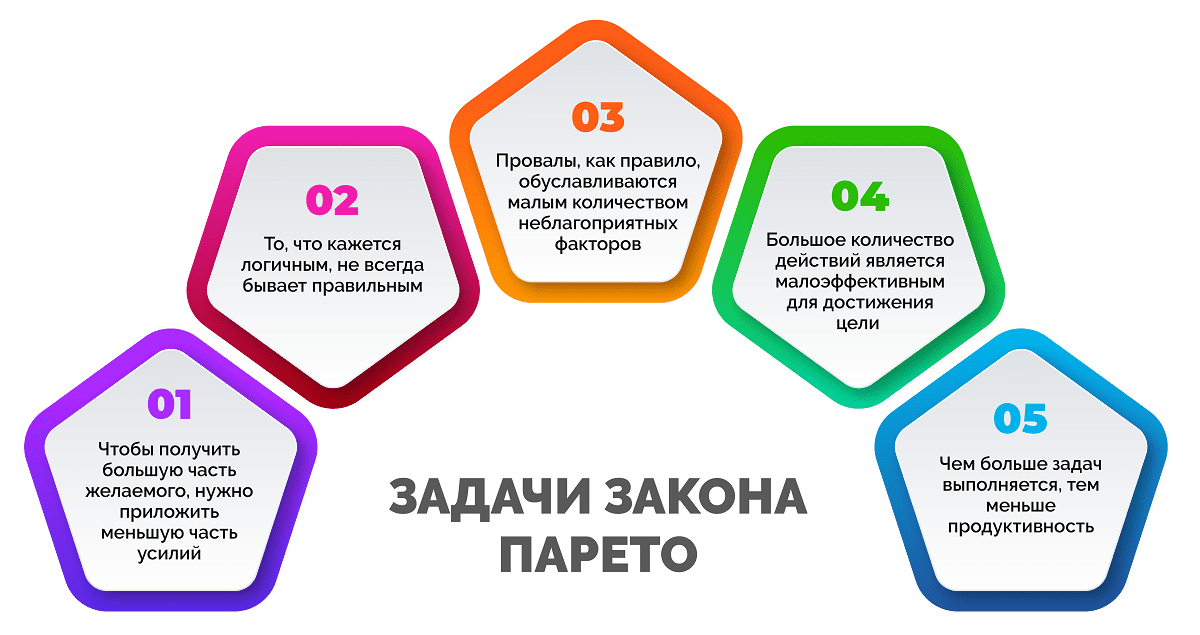 01
Чтобы получить
большую часть
желаемого, нужно
приложить
меньшую часть
усилий
02
То, что кажется
логичным, не всегда
бывает правильным
03
Провалы, как правило,
обуславливаются
малым количеством
неблагоприятных
факторов
04
Большое количество
действий является
малоэффективным
для достижения
цели
05
Чем больше задач
выполняется, тем
меньше
продуктивность
ЗАДАЧИ ЗАКОНА
ПАРЕТО